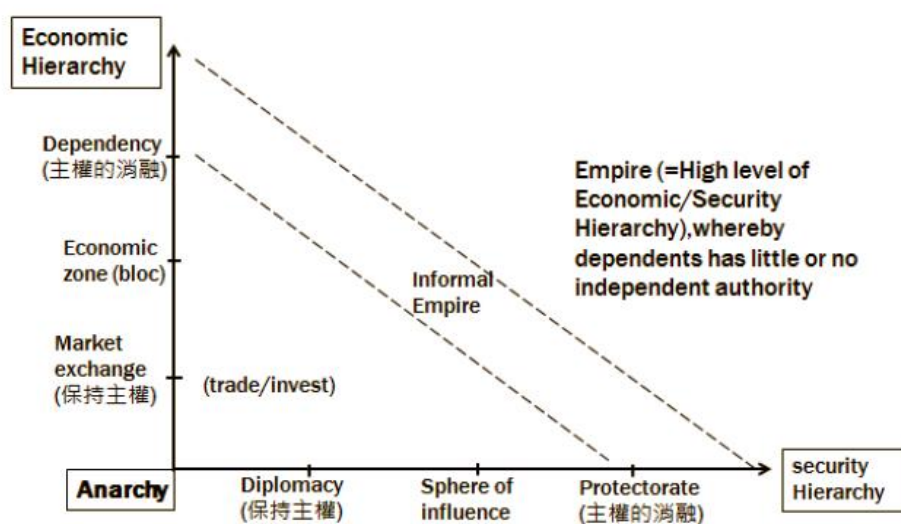 Economic
Hierarchy
Dependency
(主權的消融)
Economic
zone (bloc)
Market
exchange
(保持主權)
(trade/invest)
Informal
Empire
Empire (=High level of
Economic/Security
Hierarchy),whereby
dependents has little or no
independent authority
Anarchy
Diplomacy
(保持主權)
Sphere of
influence
Protectorate
(主權的消融)
security
Hierarchy